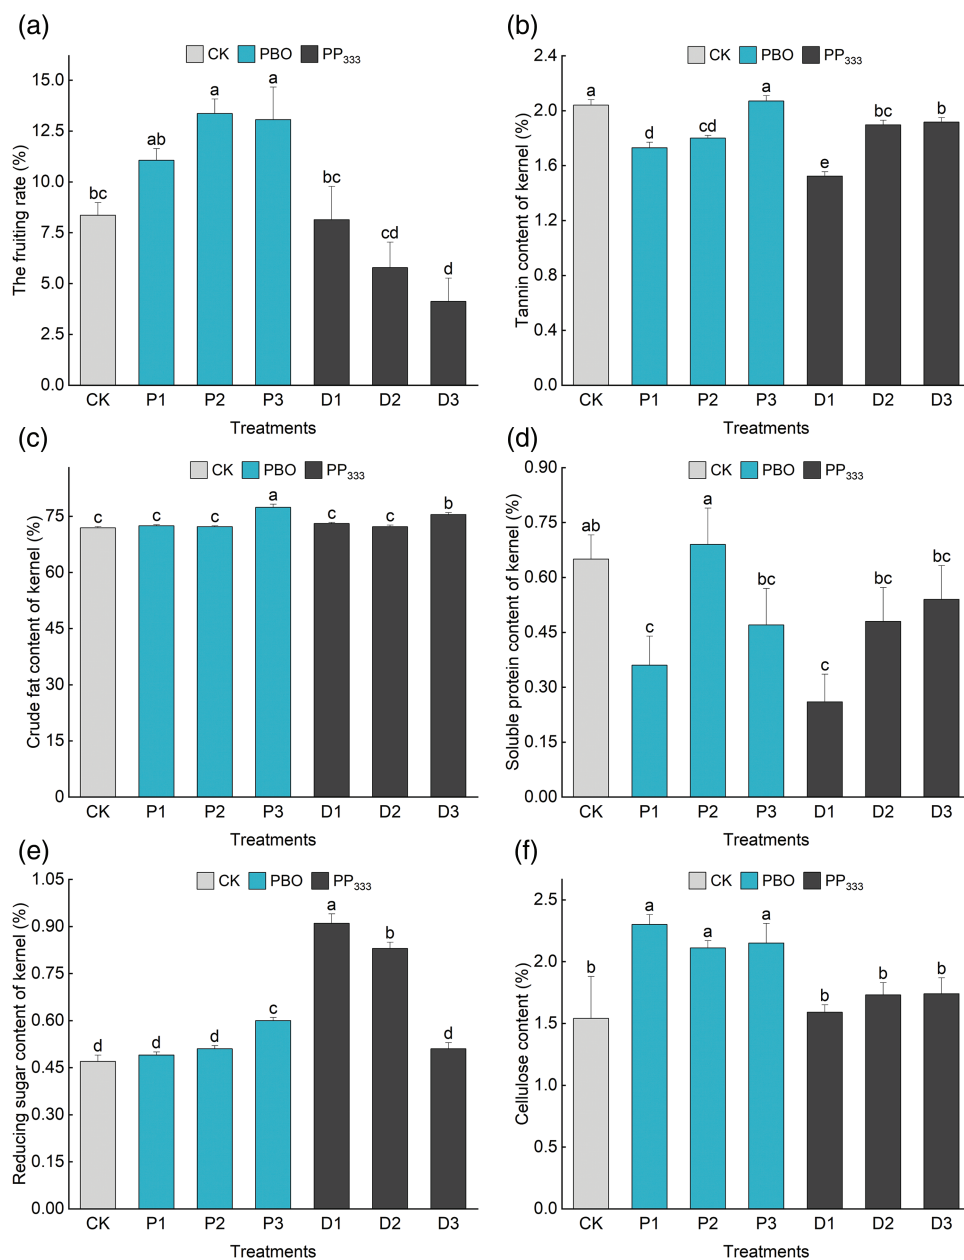 (a)
CK PBO PP333
The fruiting rate (%)
15.0
12.5
10.0
7.5
5.0
2.5
0.0
bc ab a a bc cd d
CK P1 P2 P3 D1 D2 D3
Treatments
(b)
CK PBO PP333
Tannin content of kernel (%)
2.4
2.0
1.6
1.2
0.8
0.4
0.0
a d cd a e bc b
CK P1 P2 P3 D1 D2 D3
Treatments
(c)
CK PBO PP333
Crude fat content of kernel (%)
75
60
45
30
15
0
c c c a c c b
CK P1 P2 P3 D1 D2 D3
Treatments
(d)
CK PBO PP333
Soluble protein content of kernel (%)
0.90
0.75
0.60
0.45
0.30
0.15
0.00
ab c a bc c bc bc
CK P1 P2 P3 D1 D2 D3
Treatments
(e)
CK PBO PP333
Reducing sugar content of kernel (%)
1.05
0.90
0.75
0.60
0.45
0.30
0.15
0.00
d d d c a b d
CK P1 P2 P3 D1 D2 D3
Treatments
(f)
CK PBO PP333
Cellulose content (%)
2.5
2.0
1.5
1.0
0.5
0.0
b a a a b b b
CK P1 P2 P3 D1 D2 D3
Treatments